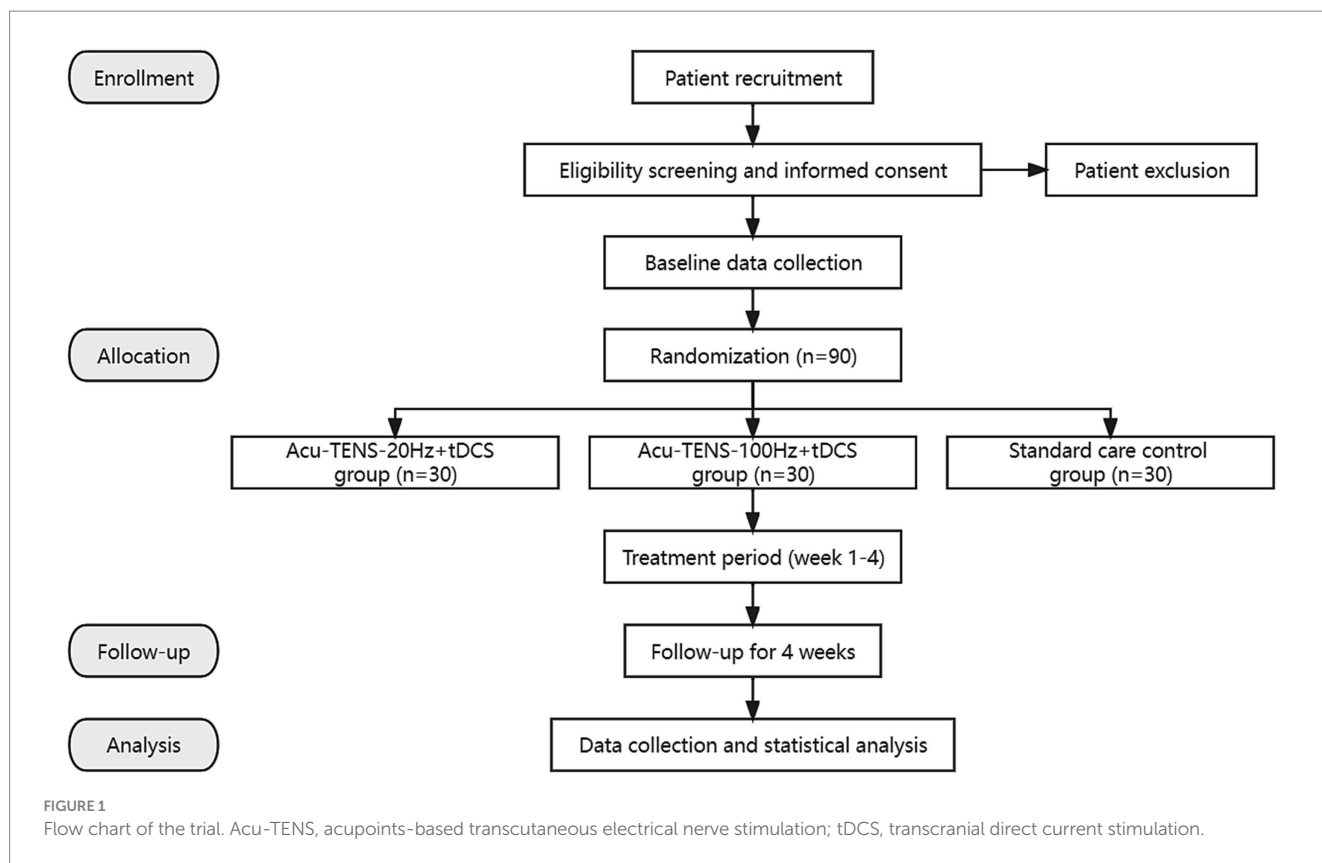 Enrollment
Patient recruitment
Eligibility screening and informed consent
Patient exclusion
Baseline data collection
Allocation
Randomization (n=90)
Acu-TENS-20Hz+tDCS
group (n=30)
Acu-TENS-100Hz+tDCS
group (n=30)
Standard care control
group (n=30)
Treatment period (week 1-4)
Follow-up
Follow-up for 4 weeks
Analysis
Data collection and statistical analysis
FIGURE 1
Flow chart of the trial. Acu-TENS, acupoints-based transcutaneous electrical nerve stimulation; tDCS, transcranial direct current stimulation.